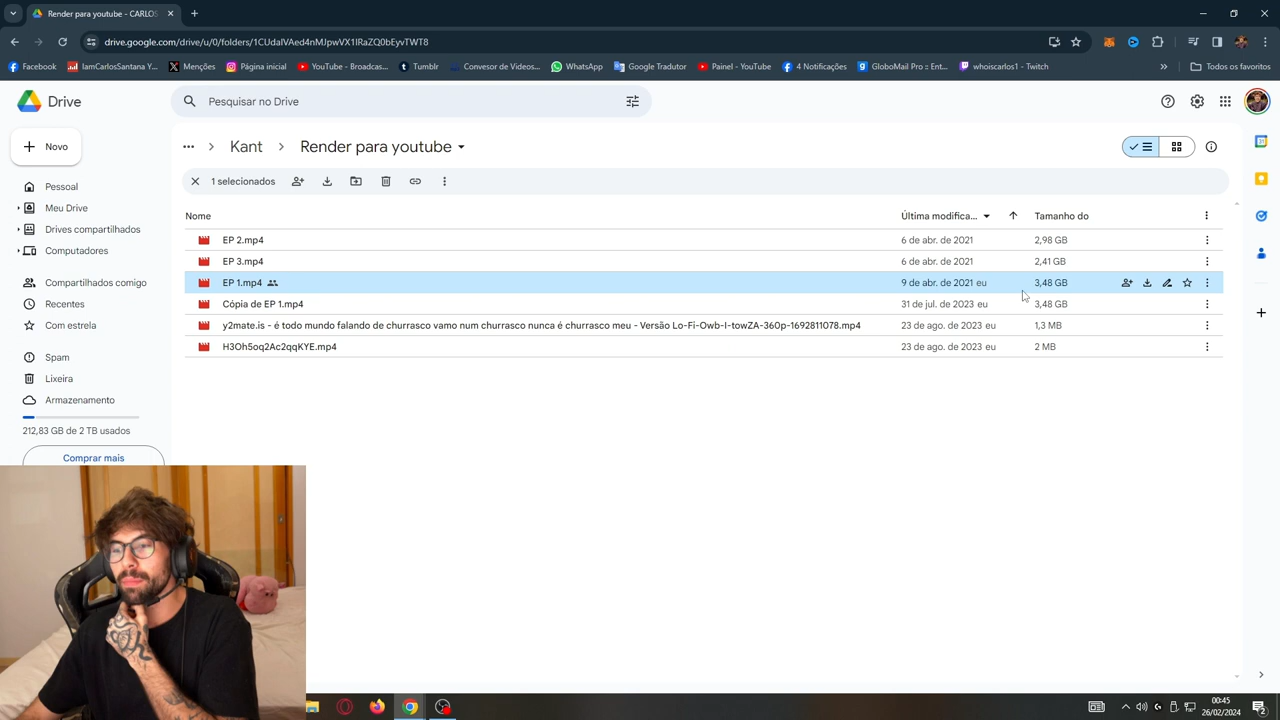 Render para youtube - CARLOS
drive.google.com/drive/u/0/folders/1CUdalVAed4nMJpwVX1IRaZQ0bEyvTWT8
Facebook
IamCarlosSantana Y...
Menções
Página inicial
YouTube - Broadcas...
Tumblr
Convesor de Vídeos...
WhatsApp
Google Tradutor
Painel - YouTube
4 Notificações
GloboMail Pro :: Ent...
whoiscarlos1 - Twitch
Todos os favoritos
Drive
Pesquisar no Drive
Novo
Kant
Render para youtube
1 selecionados
Pessoal
Meu Drive
Drives compartilhados
Computadores
Compartilhados comigo
Recentes
Com estrela
Spam
Lixeira
Armazenamento
212,83 GB de 2 TB usados
Comprar mais
Nome Última modifica... Tamanho do
EP 2.mp4 6 de abr. de 2021 2,98 GB
EP 3.mp4 6 de abr. de 2021 2,41 GB
EP 1.mp4 9 de abr. de 2021 eu 3,48 GB
Cópia de EP 1.mp4 31 de jul. de 2023 eu 3,48 GB
y2mate.is - é todo mundo falando de churrasco vamo num churrasco nunca é churrasco meu - Versão Lo-Fi-Owb-I-towZA-360p-1692811078.mp4 23 de ago. de 2023 eu 1,3 MB
H3Oh5oq2Ac2qqKYE.mp4 23 de ago. de 2023 eu 2 MB
00:45
26/02/2024
2